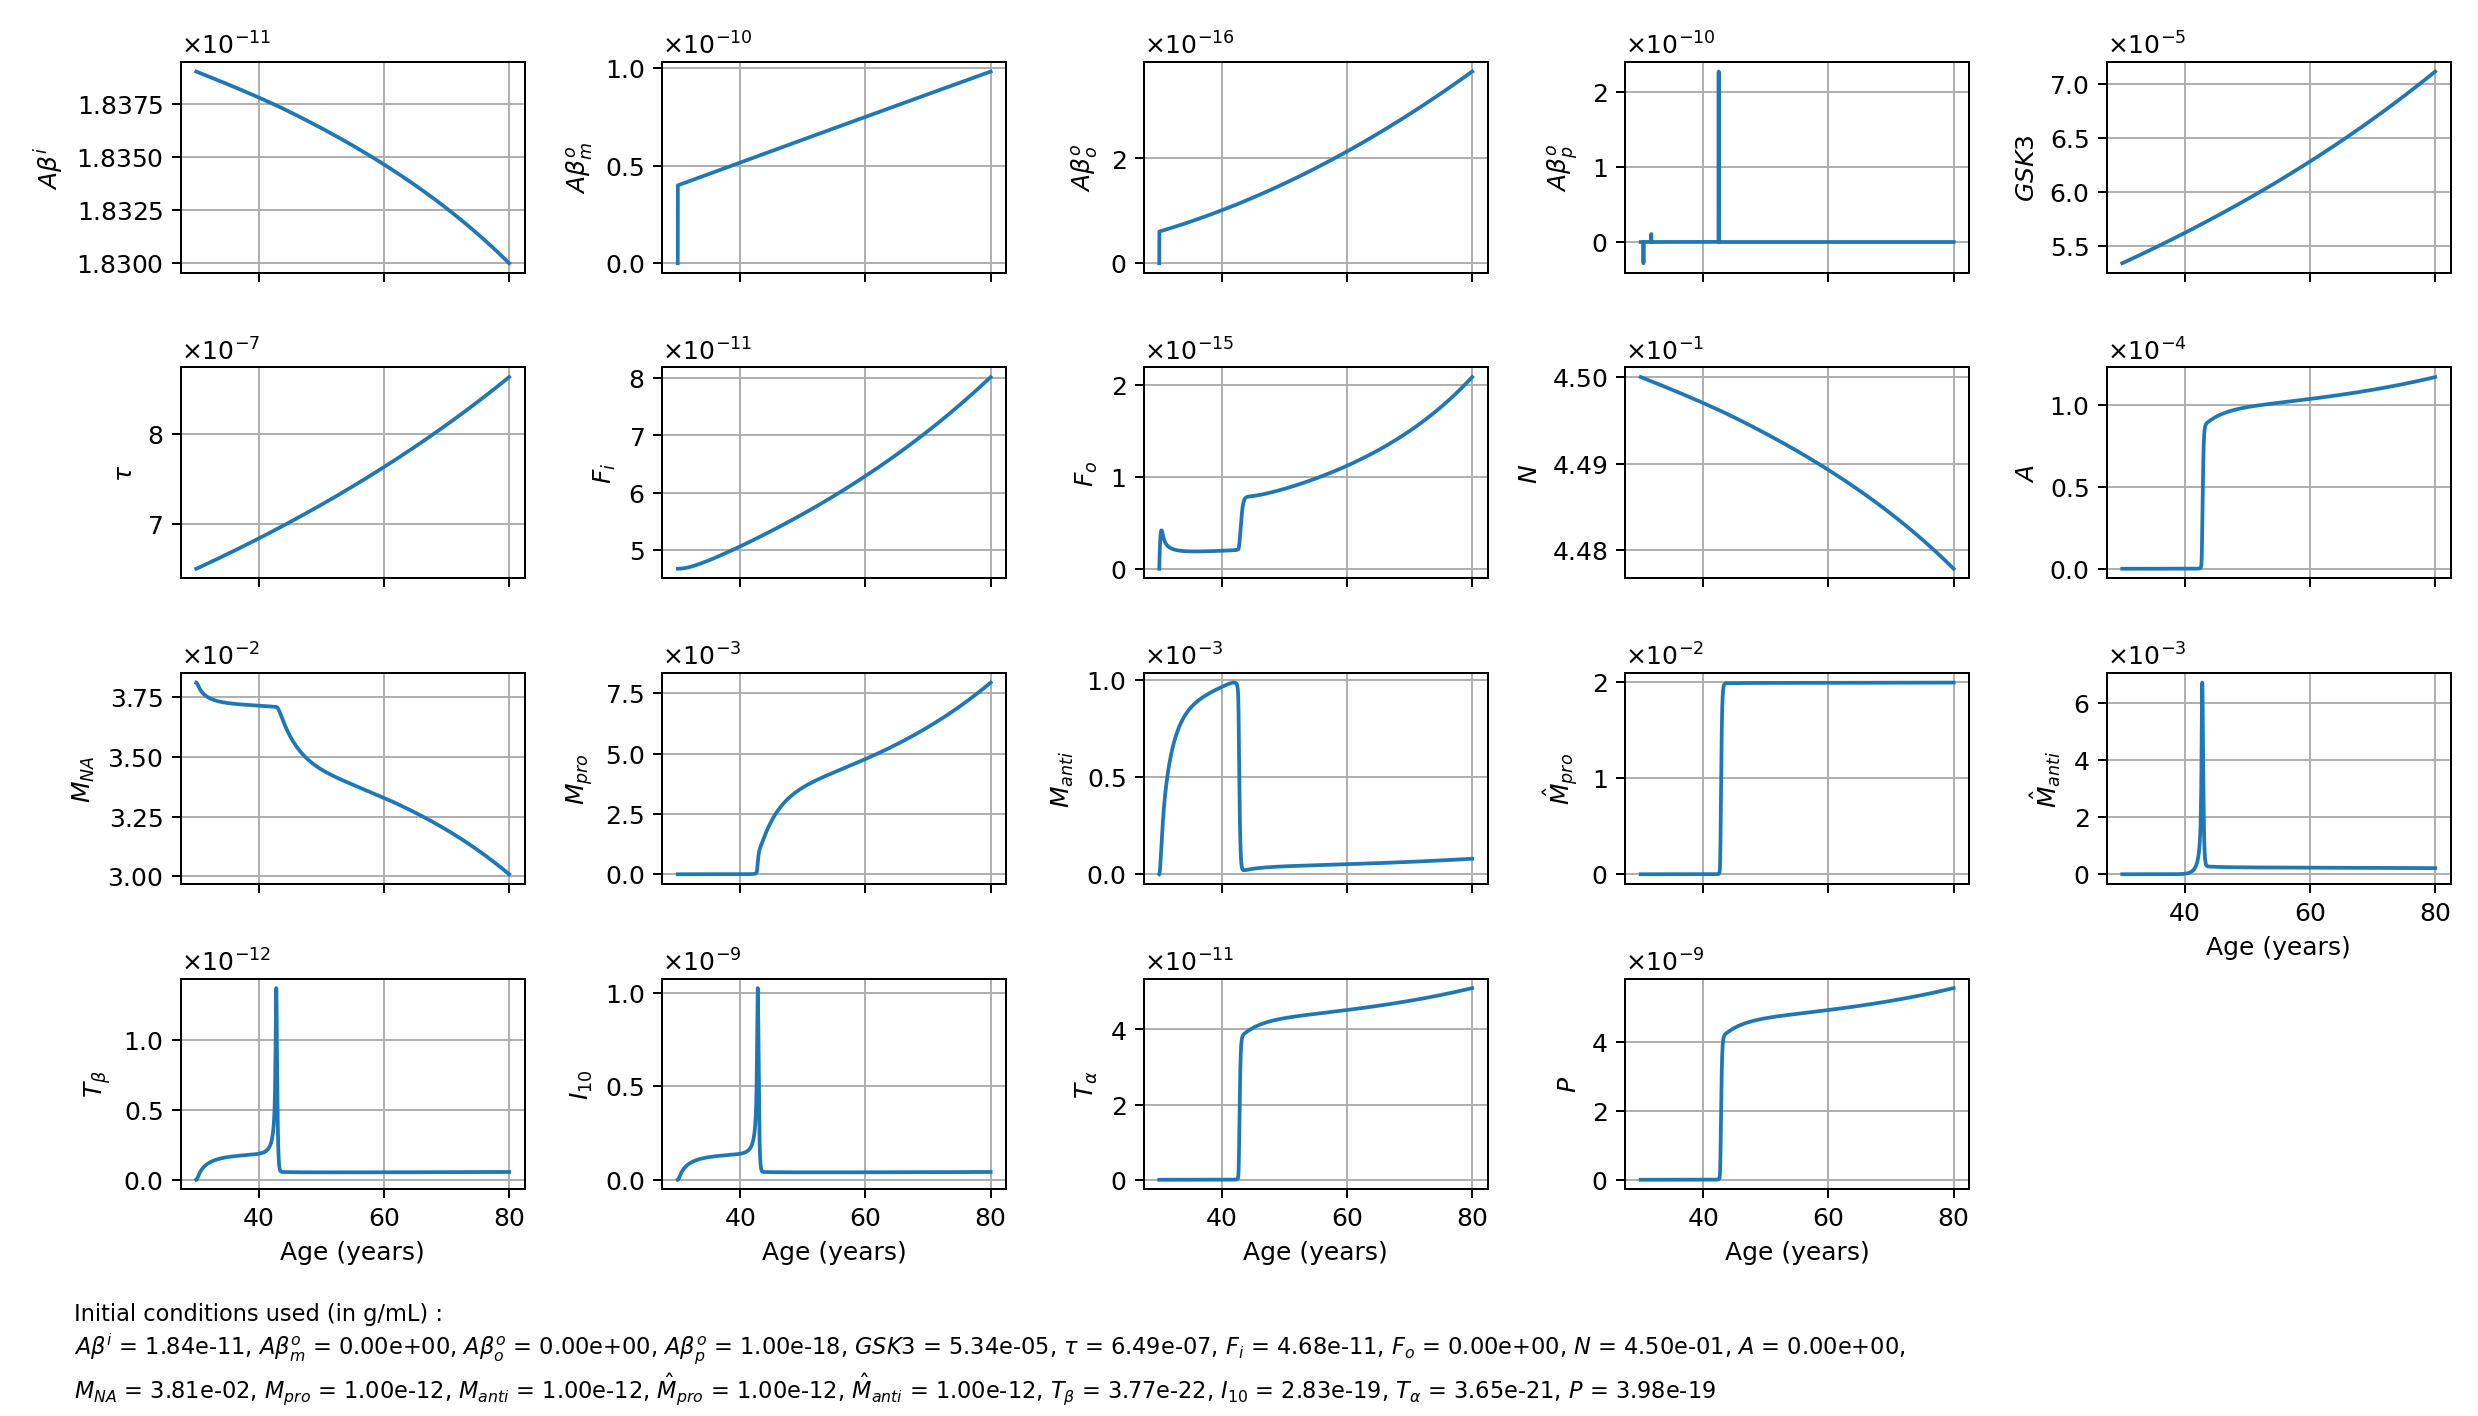 ×10⁻¹¹ ×10⁻¹⁰ ×10⁻¹⁶ ×10⁻¹⁰ ×10⁻⁵
Aβⁱ 1.8375 1.8350 1.8325 1.8300
Aβₘᵒ 1.0 0.5 0.0
Aβₒᵒ 2 0
Aβₚᵒ 2 1 0
GSK3 7.0 6.5 6.0 5.5
×10⁻⁷ ×10⁻¹¹ ×10⁻¹⁵ ×10⁻¹ ×10⁻⁴
τ 8 7
Fᵢ 8 7 6 5
Fₒ 2 1 0
N 4.50 4.49 4.48
A 1.0 0.5 0.0
×10⁻² ×10⁻³ ×10⁻³ ×10⁻² ×10⁻³
M_NA 3.75 3.50 3.25 3.00
M_pro 7.5 5.0 2.5 0.0
M_anti 1.0 0.5 0.0
M̂_pro 2 1 0
M̂_anti 6 4 2 0
40 60 80
Age (years)
×10⁻¹² ×10⁻⁹ ×10⁻¹¹ ×10⁻⁹
T_β 1.0 0.5 0.0
I₁₀ 1.0 0.5 0.0
T_α 4 2 0
P 4 2 0
40 60 80 40 60 80 40 60 80 40 60 80
Age (years) Age (years) Age (years) Age (years)
Initial conditions used (in g/mL) :
Aβⁱ = 1.84e-11, Aβₘᵒ = 0.00e+00, Aβₒᵒ = 0.00e+00, Aβₚᵒ = 1.00e-18, GSK3 = 5.34e-05, τ = 6.49e-07, Fᵢ = 4.68e-11, Fₒ = 0.00e+00, N = 4.50e-01, A = 0.00e+00,
M_NA = 3.81e-02, M_pro = 1.00e-12, M_anti = 1.00e-12, M̂_pro = 1.00e-12, M̂_anti = 1.00e-12, T_β = 3.77e-22, I₁₀ = 2.83e-19, T_α = 3.65e-21, P = 3.98e-19